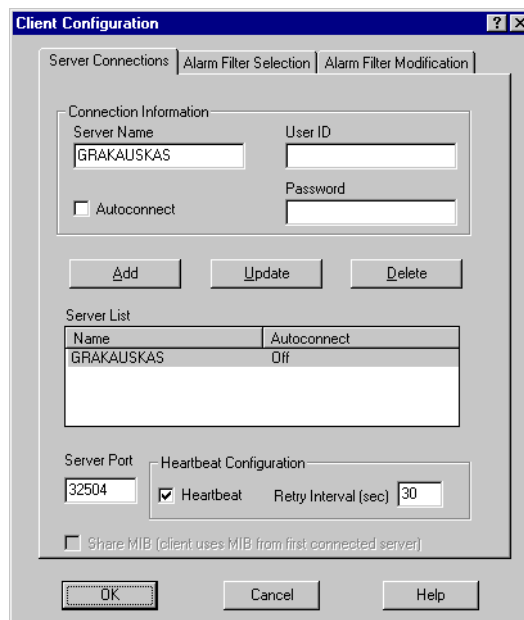 Client Configuration
Server Connections
Alarm Filter Selection
Alarm Filter Modification
Connection Information
Server Name
User ID
GRAKAUSKAS
Password
Autoconnect
Add
Update
Delete
Server List
Name
Autoconnect
GRAKAUSKAS
Off
Server Port
Heartbeat Configuration
32504
Heartbeat
Retry Interval (sec)
30
Share MIB (client uses MIB from first connected server)
OK
Cancel
Help